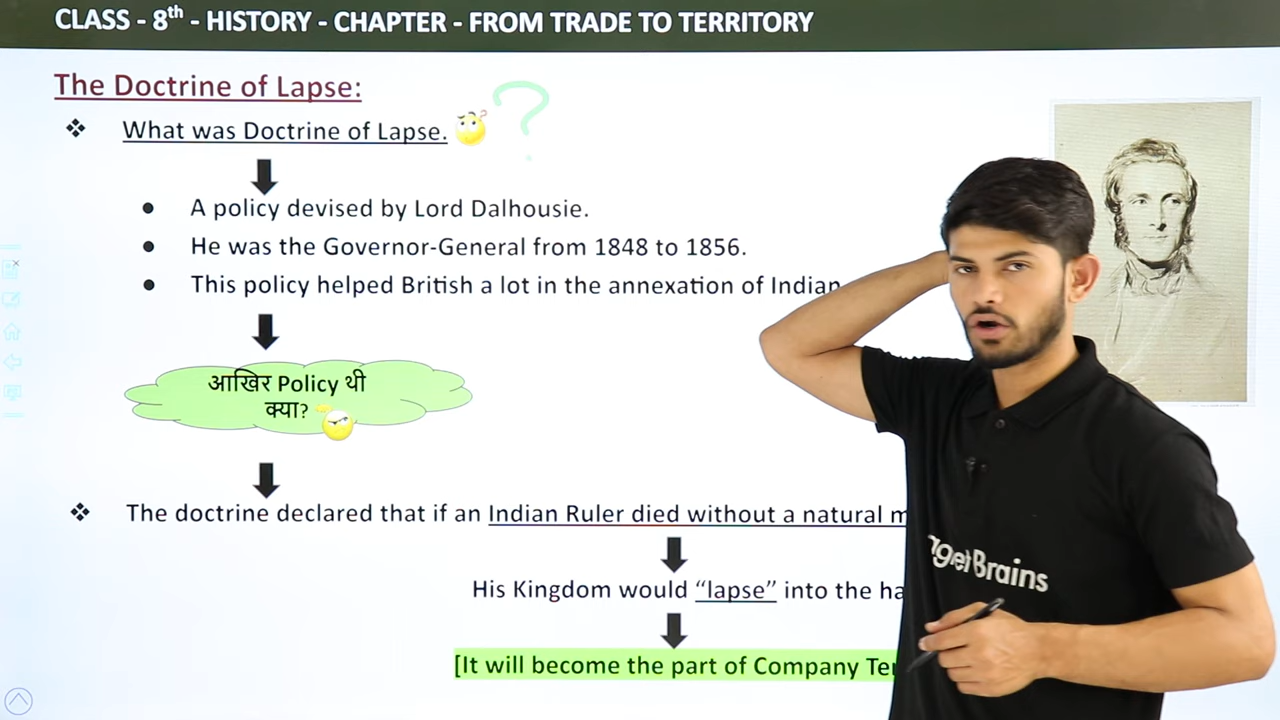 CLASS - 8th - HISTORY - CHAPTER - FROM TRADE TO TERRITORY
The Doctrine of Lapse:
What was Doctrine of Lapse.
?
A policy devised by Lord Dalhousie.
He was the Governor-General from 1848 to 1856.
This policy helped British a lot in the annexation of Indian
आखिर Policy थी
क्या?
The doctrine declared that if an Indian Ruler died without a natural
His Kingdom would “lapse” into the
[It will become the part of Company
Brains